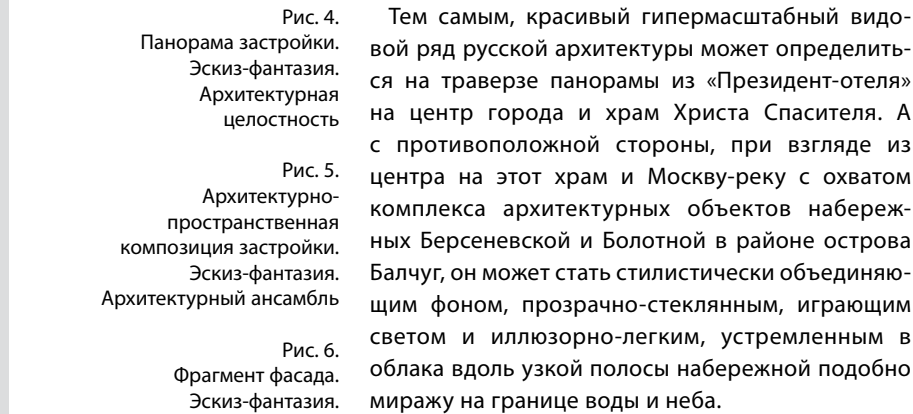 Рис. 4.
Панорама застройки.
Эскиз-фантазия.
Архитектурная
целостность
Рис. 5.
Архитектурно-
пространственная
композиция застройки.
Эскиз-фантазия.
Архитектурный ансамбль
Рис. 6.
Фрагмент фасада.
Эскиз-фантазия.
Тем самым, красивый гипермасштабный видо-
вой ряд русской архитектуры может определить-
ся на траверзе панорамы из «Президент-отеля»
на центр города и храм Христа Спасителя. А
с противоположной стороны, при взгляде из
центра на этот храм и Москву-реку с охватом
комплекса архитектурных объектов набереж-
ных Берсеневской и Болотной в районе острова
Балчуг, он может стать стилистически объединяю-
щим фоном, прозрачно-стеклянным, играющим
светом и иллюзорно-легким, устремленным в
облака вдоль узкой полосы набережной подобно
миражу на границе воды и неба.